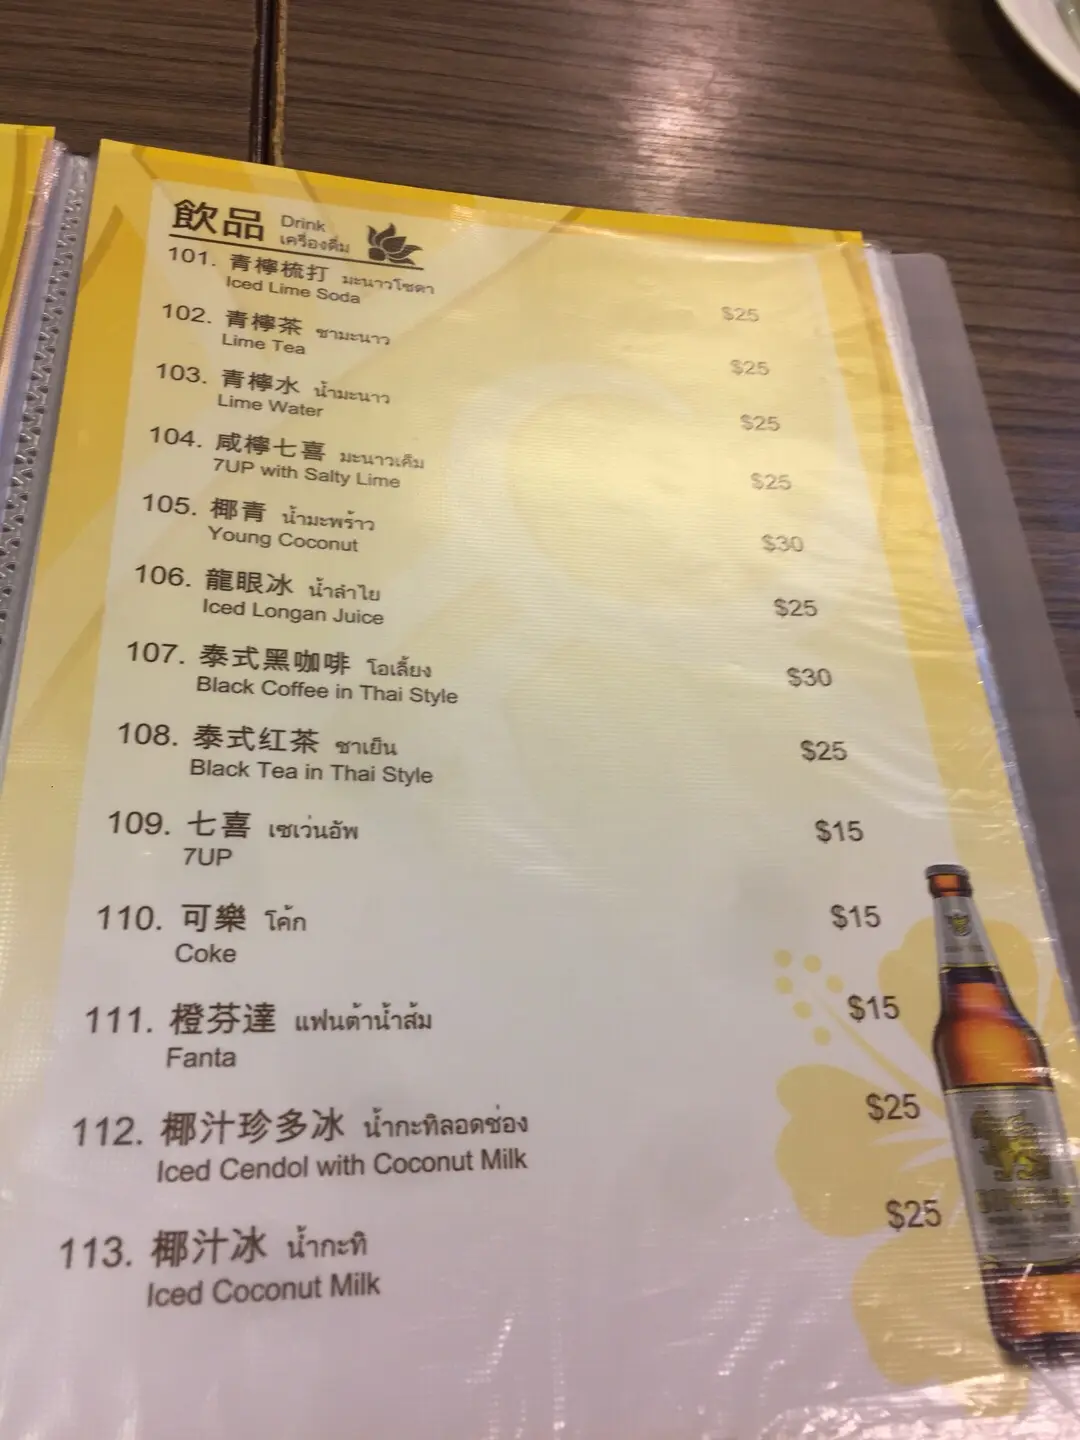 飲品 Drink
เครื่องดื่ม
101. 青檸梳打 มะนาวโซดา
Iced Lime Soda
$25
102. 青檸茶 ชามะนาว
Lime Tea
$25
103. 青檸水 น้ำมะนาว
Lime Water
$25
104. 咸檸七喜 มะนาวเค็ม
7UP with Salty Lime
$25
105. 椰青 น้ำมะพร้าว
Young Coconut
$30
106. 龍眼冰 น้ำลำไย
Iced Longan Juice
$25
107. 泰式黑咖啡 โอเลี้ยง
Black Coffee in Thai Style
$30
108. 泰式红茶 ชาเย็น
Black Tea in Thai Style
$25
109. 七喜 เซเว่นอัพ
7UP
$15
110. 可樂 โค้ก
Coke
$15
111. 橙芬達 แฟนต้าน้ำส้ม
Fanta
$15
112. 椰汁珍多冰 น้ำกะทิลอดช่อง
Iced Cendol with Coconut Milk
$25
113. 椰汁冰 น้ำกะทิ
Iced Coconut Milk
$25